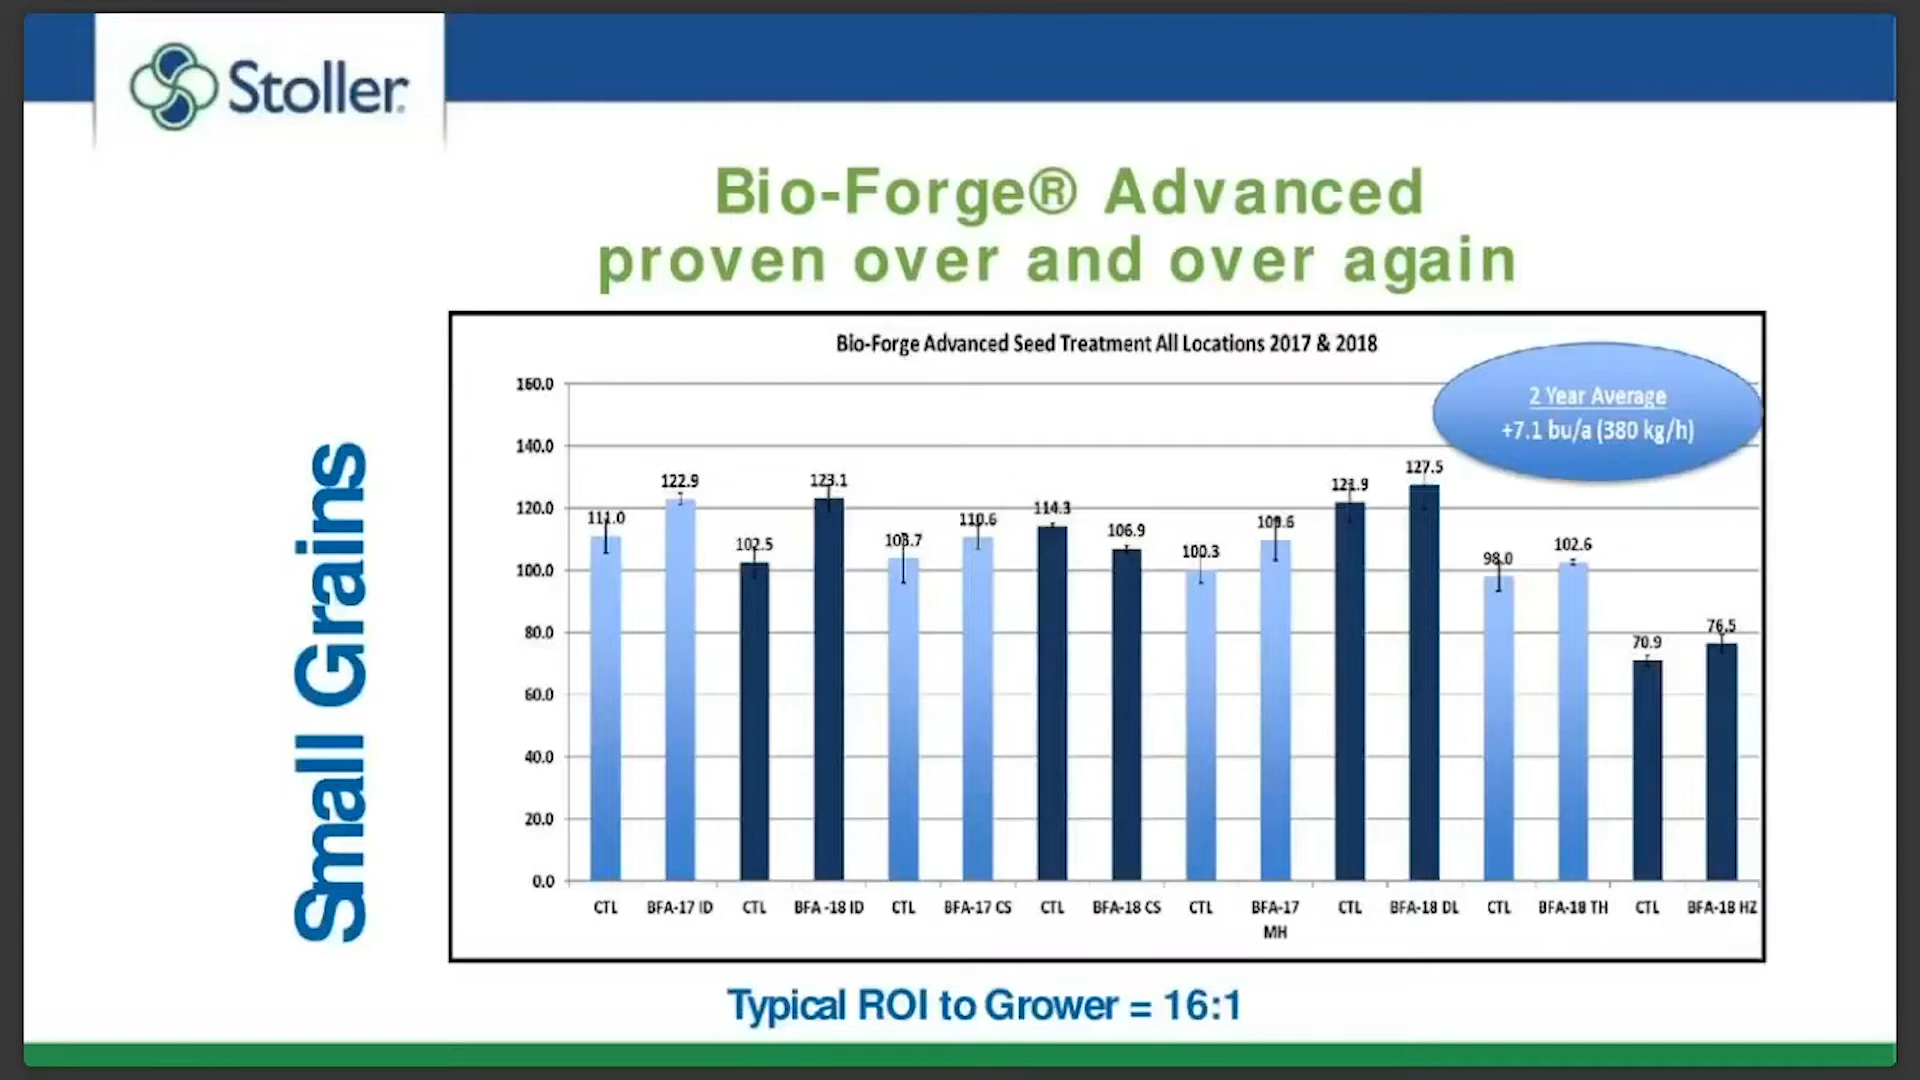 Stoller
Bio-Forge® Advanced
proven over and over again
Small Grains
Bio-Forge Advanced Seed Treatment All Locations 2017 & 2018
2 Year Average
+7.1 bu/a (380 kg/h)
160.0
140.0
120.0
100.0
80.0
60.0
40.0
20.0
0.0
111.0
122.9
102.5
123.1
103.7
110.6
114.3
106.9
100.3
109.6
121.9
127.5
98.0
102.6
70.9
76.5
CTL BFA-17 ID CTL BFA -18 ID CTL BFA-17 CS CTL BFA-18 CS CTL BFA-17 MH CTL BFA-18 DL CTL BFA-18 TH CTL BFA-18 HZ
Typical ROI to Grower = 16:1